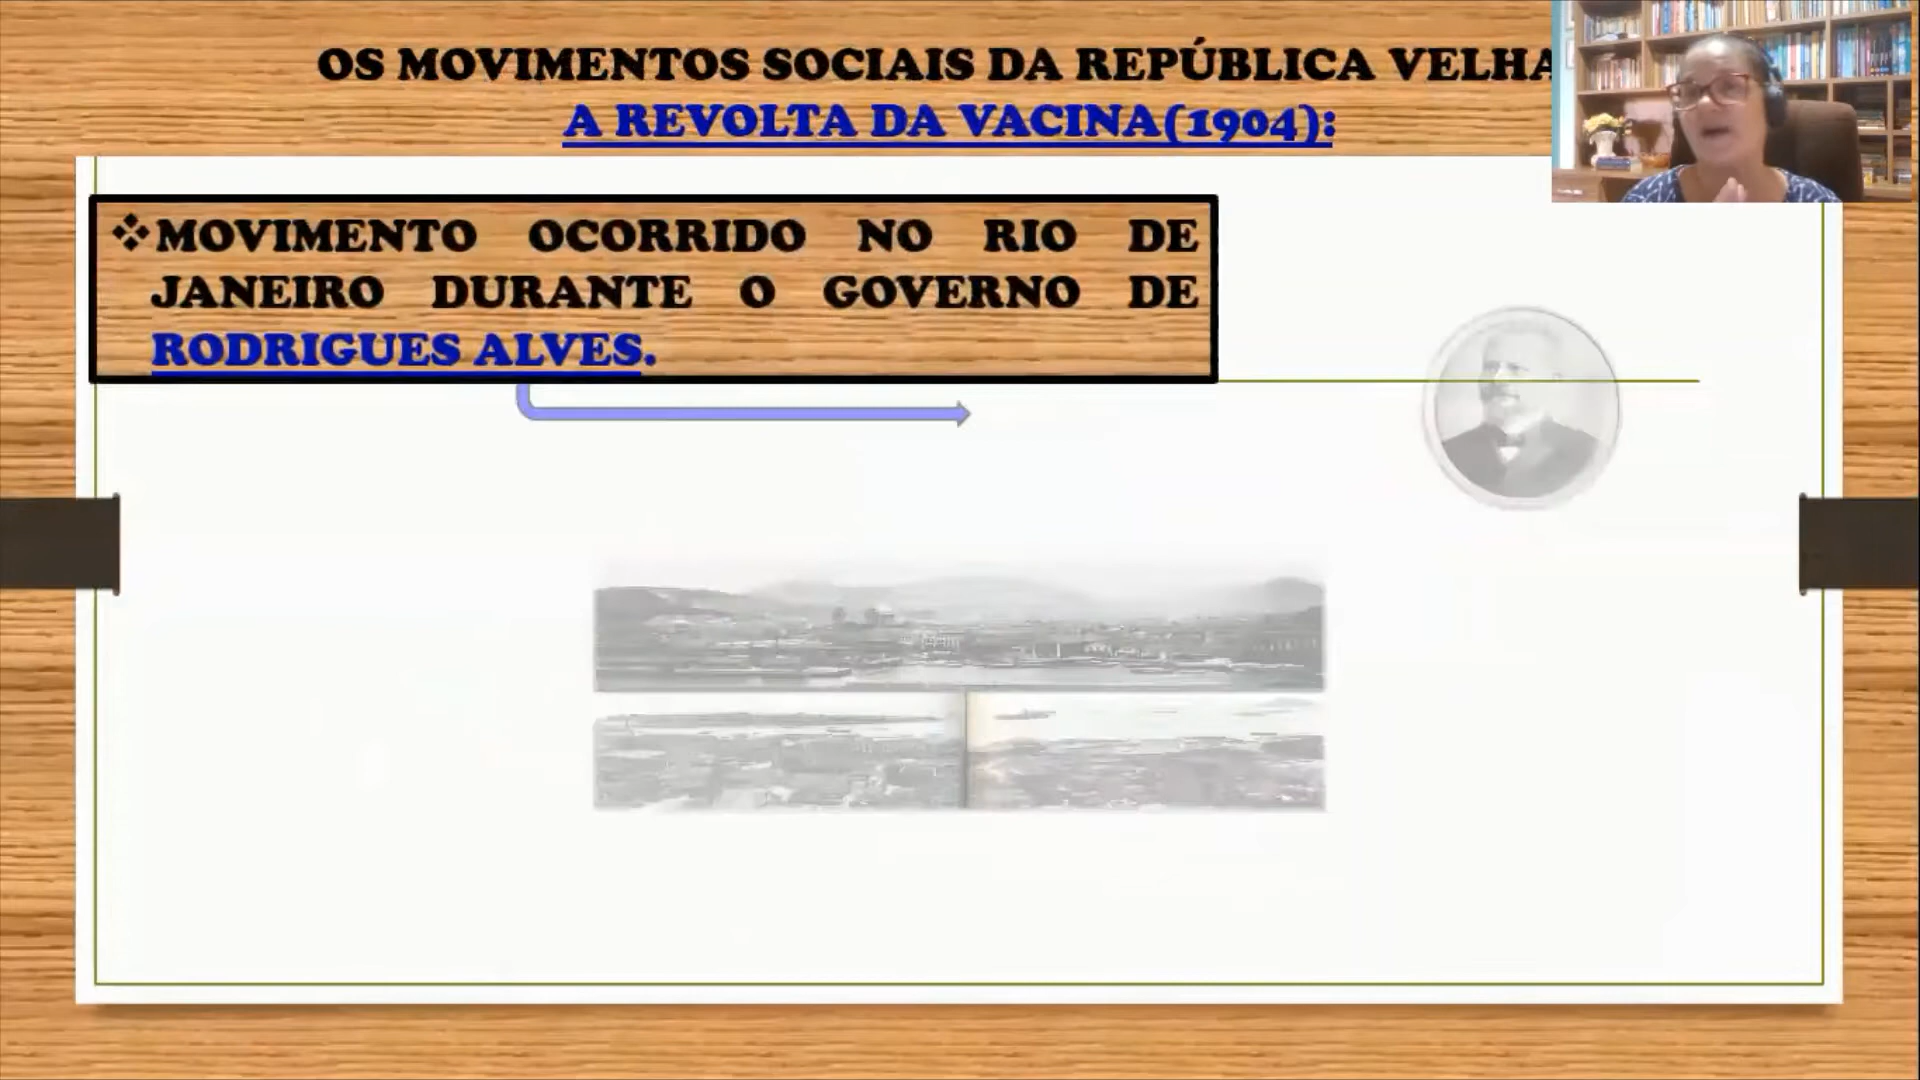 OS MOVIMENTOS SOCIAIS DA REPÚBLICA VELHA
A REVOLTA DA VACINA(1904):
❖MOVIMENTO OCORRIDO NO RIO DE
JANEIRO DURANTE O GOVERNO DE
RODRIGUES ALVES.